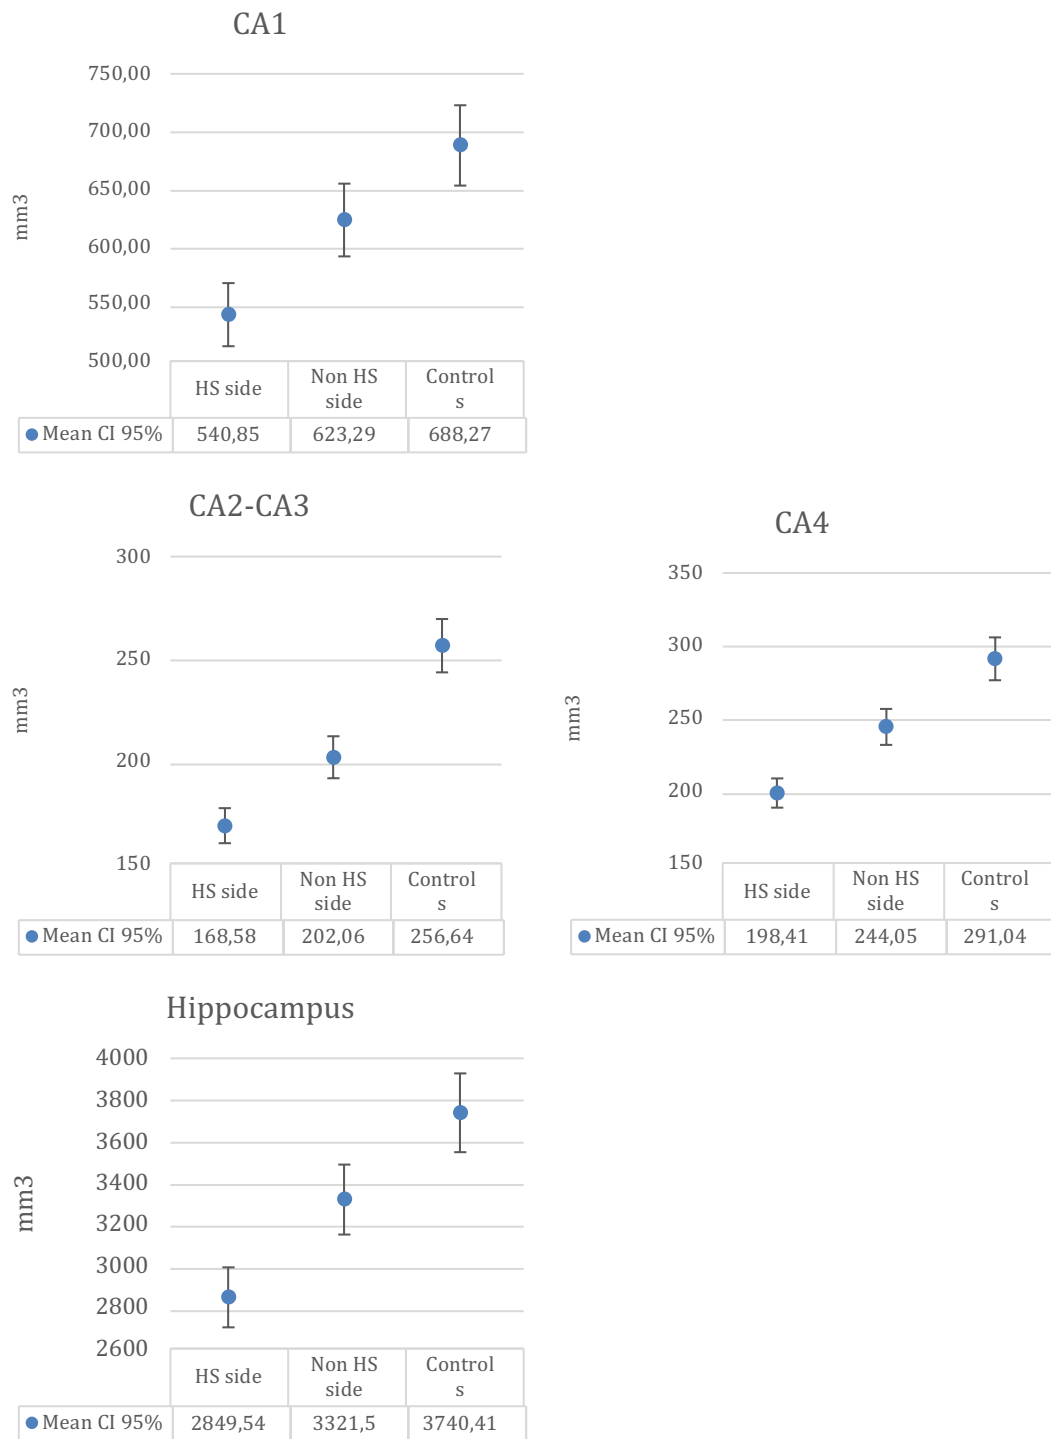 CA1
750,00
700,00
650,00
600,00
550,00
500,00
mm3
HS side
Non HS
side
Control
s
Mean CI 95%
540,85
623,29
688,27
CA2-CA3
300
250
200
150
mm3
HS side
Non HS
side
Control
s
Mean CI 95%
168,58
202,06
256,64
CA4
350
300
250
200
150
mm3
HS side
Non HS
side
Control
s
Mean CI 95%
198,41
244,05
291,04
Hippocampus
4000
3800
3600
3400
3200
3000
2800
2600
mm3
HS side
Non HS
side
Control
s
Mean CI 95%
2849,54
3321,5
3740,41